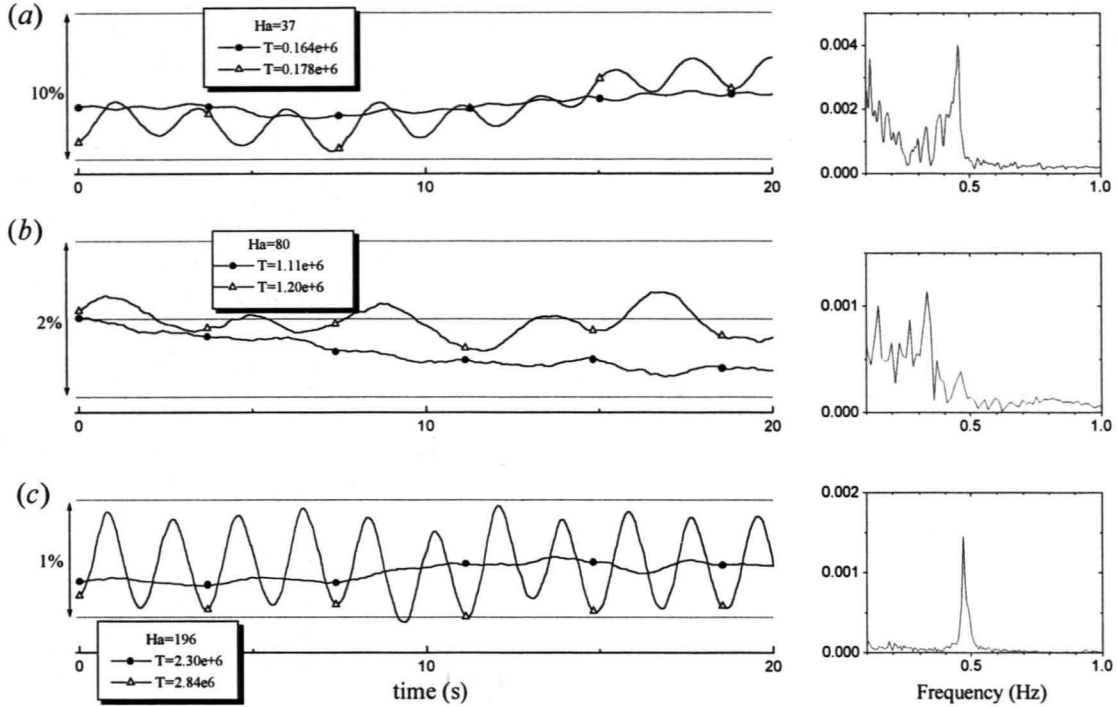 (a)
Ha=37
T=0.164e+6
T=0.178e+6
10%
0
10
20
0.004
0.002
0.000
0.5
1.0
(b)
Ha=80
T=1.11e+6
T=1.20e+6
2%
0
10
20
0.001
0.000
0.5
1.0
(c)
1%
Ha=196
T=2.30e+6
T=2.84e6
0
10
20
time (s)
0.002
0.001
0.000
0.5
1.0
Frequency (Hz)